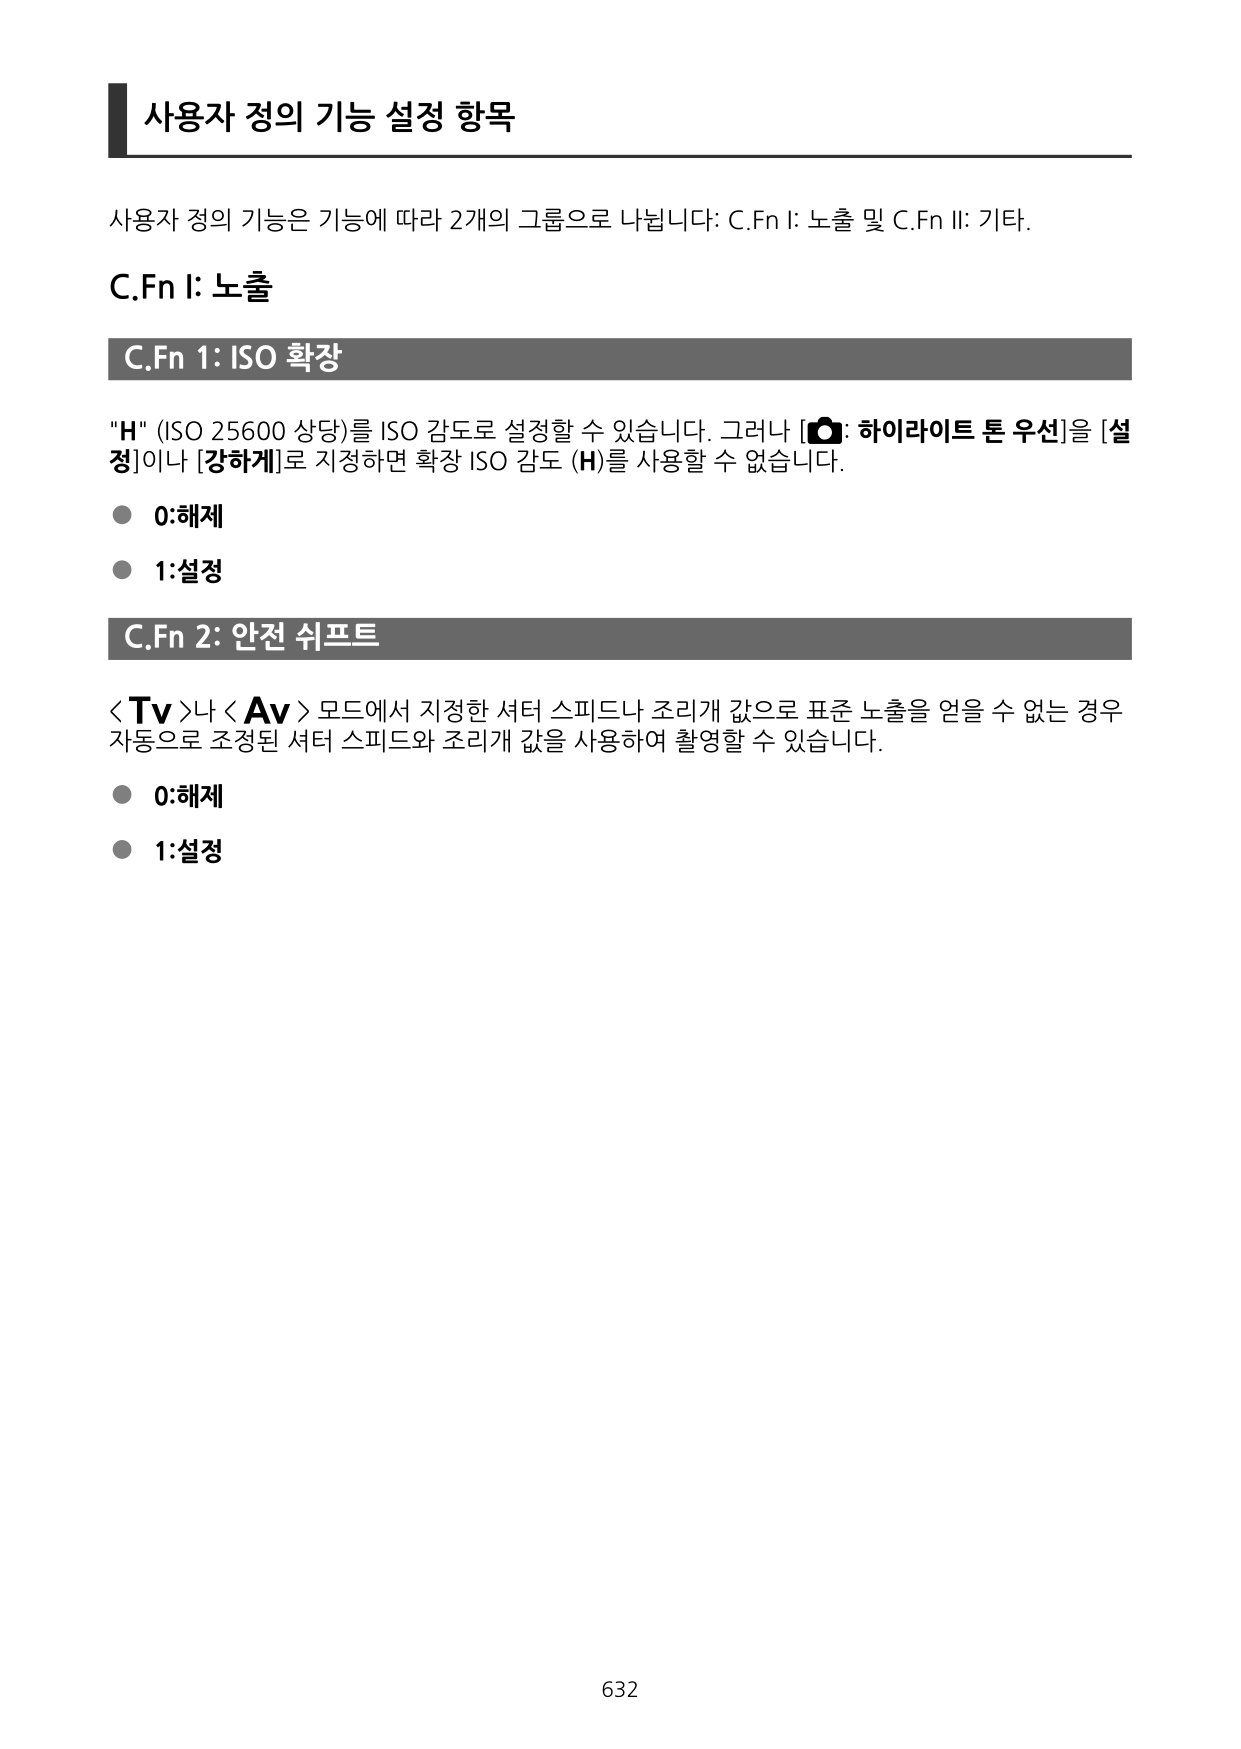 사용자 정의 기능 설정 항목
사용자 정의 기능은 기능에 따라 2개의 그룹으로 나뉩니다: C.Fn I: 노출 및 C.Fn II: 기타.
C.Fn I: 노출
C.Fn 1: ISO 확장
"H" (ISO 25600 상당)를 ISO 감도로 설정할 수 있습니다. 그러나 [: 하이라이트 톤 우선]을 [설
정]이나 [강하게]로 지정하면 확장 ISO 감도 (H)를 사용할 수 없습니다.
● 0:해제
● 1:설정
C.Fn 2: 안전 쉬프트
< Tv >나 < Av > 모드에서 지정한 셔터 스피드나 조리개 값으로 표준 노출을 얻을 수 없는 경우
자동으로 조정된 셔터 스피드와 조리개 값을 사용하여 촬영할 수 있습니다.
● 0:해제
● 1:설정
632